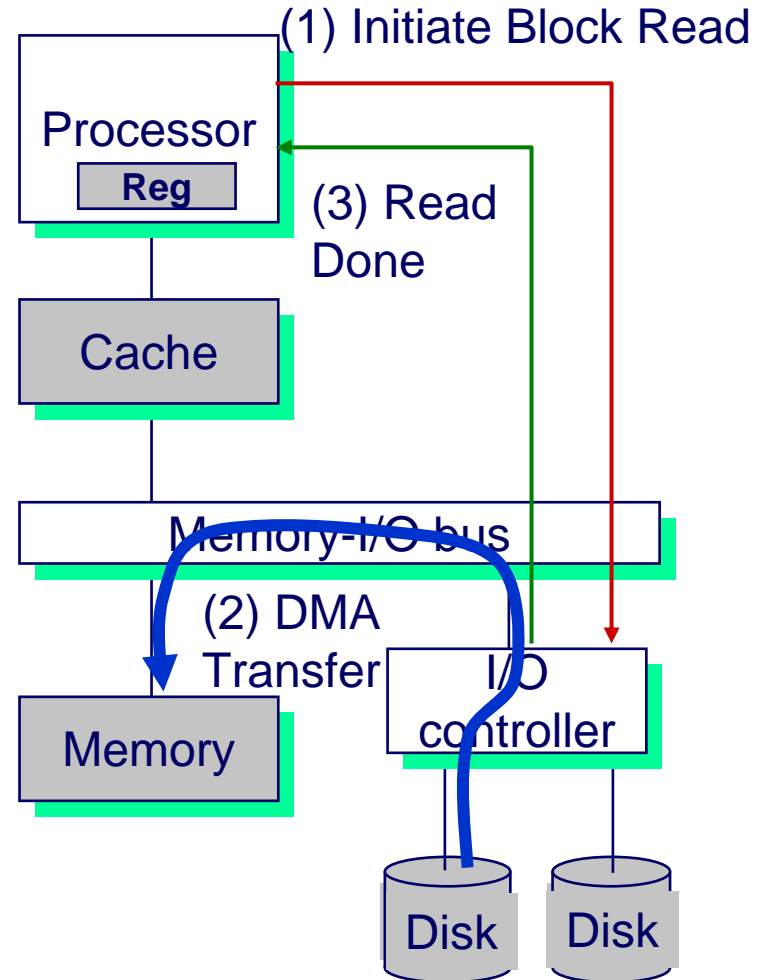 (1) Initiate Block Read
Processor
Reg
(3) Read
Done
Cache
Memory-I/O bus
(2) DMA
Transfer
I/O
controller
Memory
Disk
Disk